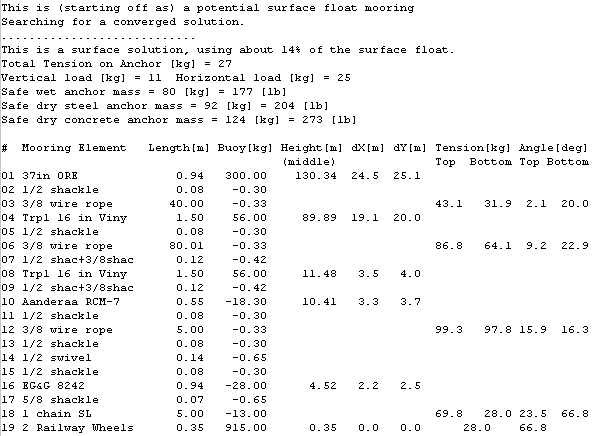 This is (starting off as) a potential surface float mooring
Searching for a converged solution.
............................
This is a surface solution, using about 14% of the surface float.
Total Tension on Anchor [kg] = 27
Vertical load [kg] = 11  Horizontal load [kg] = 25
Safe wet anchor mass = 80 [kg] = 177 [lb]
Safe dry steel anchor mass = 92 [kg] = 204 [lb]
Safe dry concrete anchor mass = 124 [kg] = 273 [lb]
#  Mooring Element  Length[m] Buoy[kg] Height[m] dX[m] dY[m] Tension[kg] Angle[deg]
(middle)  Top  Bottom Top Bottom
01 37in ORE  0.94  300.00  130.34  24.5  25.1
02 1/2 shackle  0.08  -0.30
03 3/8 wire rope  40.00  -0.33  43.1  31.9  2.1  20.0
04 Trpl 16 in Viny  1.50  56.00  89.89  19.1  20.0
05 1/2 shackle  0.08  -0.30
06 3/8 wire rope  80.01  -0.33  86.8  64.1  9.2  22.9
07 1/2 shac+3/8shac  0.12  -0.42
08 Trpl 16 in Viny  1.50  56.00  11.48  3.5  4.0
09 1/2 shac+3/8shac  0.12  -0.42
10 Aanderaa RCM-7  0.55  -18.30  10.41  3.3  3.7
11 1/2 shackle  0.08  -0.30
12 3/8 wire rope  5.00  -0.33  99.3  97.8  15.9  16.3
13 1/2 shackle  0.08  -0.30
14 1/2 swivel  0.14  -0.65
15 1/2 shackle  0.08  -0.30
16 EG&G 8242  0.94  -28.00  4.52  2.2  2.5
17 5/8 shackle  0.07  -0.65
18 1 chain SL  5.00  -13.00  69.8  28.0  23.5  66.8
19 2 Railway Wheels  0.35  915.00  0.35  0.0  0.0  28.0  66.8